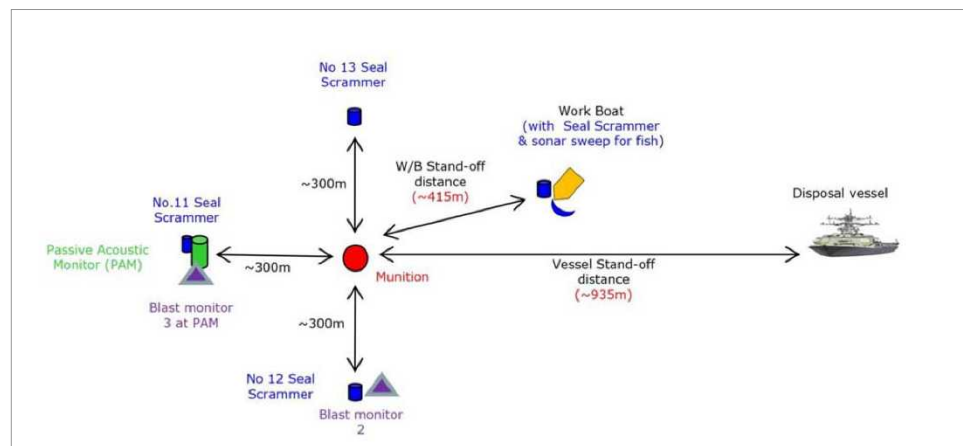 No 13 Seal
Scrammer
Work Boat
(with Seal Scrammer
& sonar sweep for fish)
W/B Stand-off
distance
(~415m)
~300m
Disposal vessel
No.11 Seal
Scrammer
Passive Acoustic
Monitor (PAM)
~300m
Munition
Vessel Stand-off
distance
(~935m)
Blast monitor
3 at PAM
~300m
No 12 Seal
Scrammer
Blast monitor
2